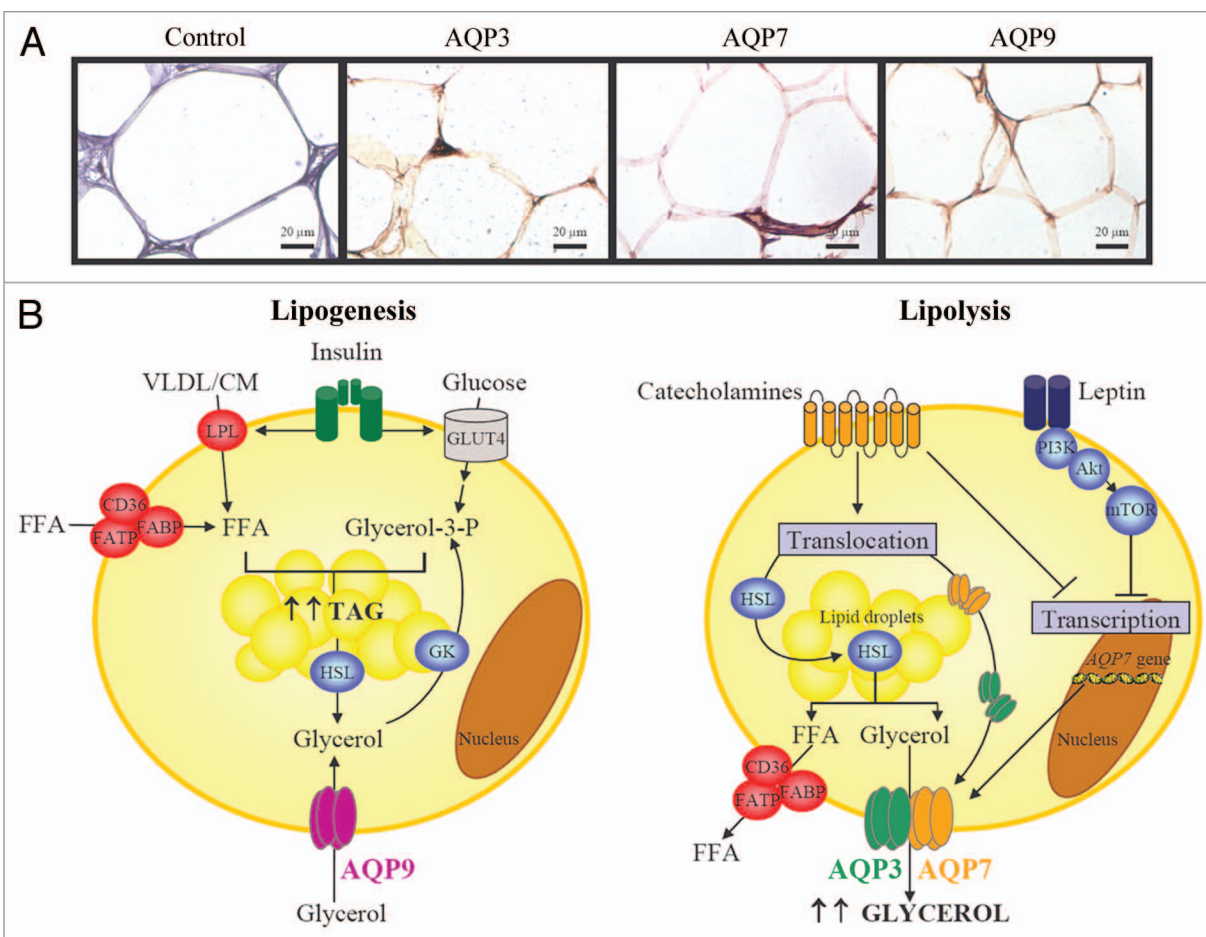 A
Control
AQP3
AQP7
AQP9
20 µm
20 µm
20 µm
20 µm
B
Lipogenesis
Insulin
VLDL/CM
Glucose
LPL
GLUT4
CD36
FFA
FATP
FABP
FFA
Glycerol-3-P
↑↑ TAG
HSL
GK
Glycerol
Nucleus
AQP9
Glycerol
Lipolysis
Catecholamines
Leptin
PI3K
Akt
mTOR
Translocation
HSL
Lipid droplets
HSL
Transcription
AQP7 gene
FFA
Glycerol
Nucleus
CD36
FATP
FABP
FFA
AQP3
AQP7
↑↑ GLYCEROL